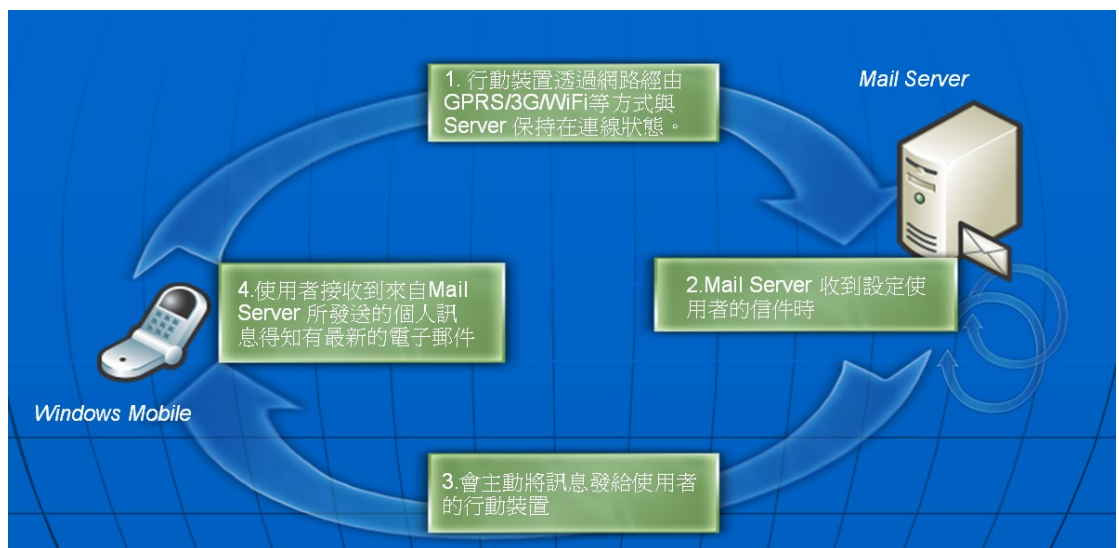 1. 行動裝置透過網路經由
GPRS/3G/WiFi等方式與
Server 保持在連線狀態。
Mail Server
2.Mail Server 收到設定使
用者的信件時
4.使用者接收到來自Mail
Server 所發送的個人訊
息得知有最新的電子郵件
Windows Mobile
3.會主動將訊息發給使用者
的行動裝置